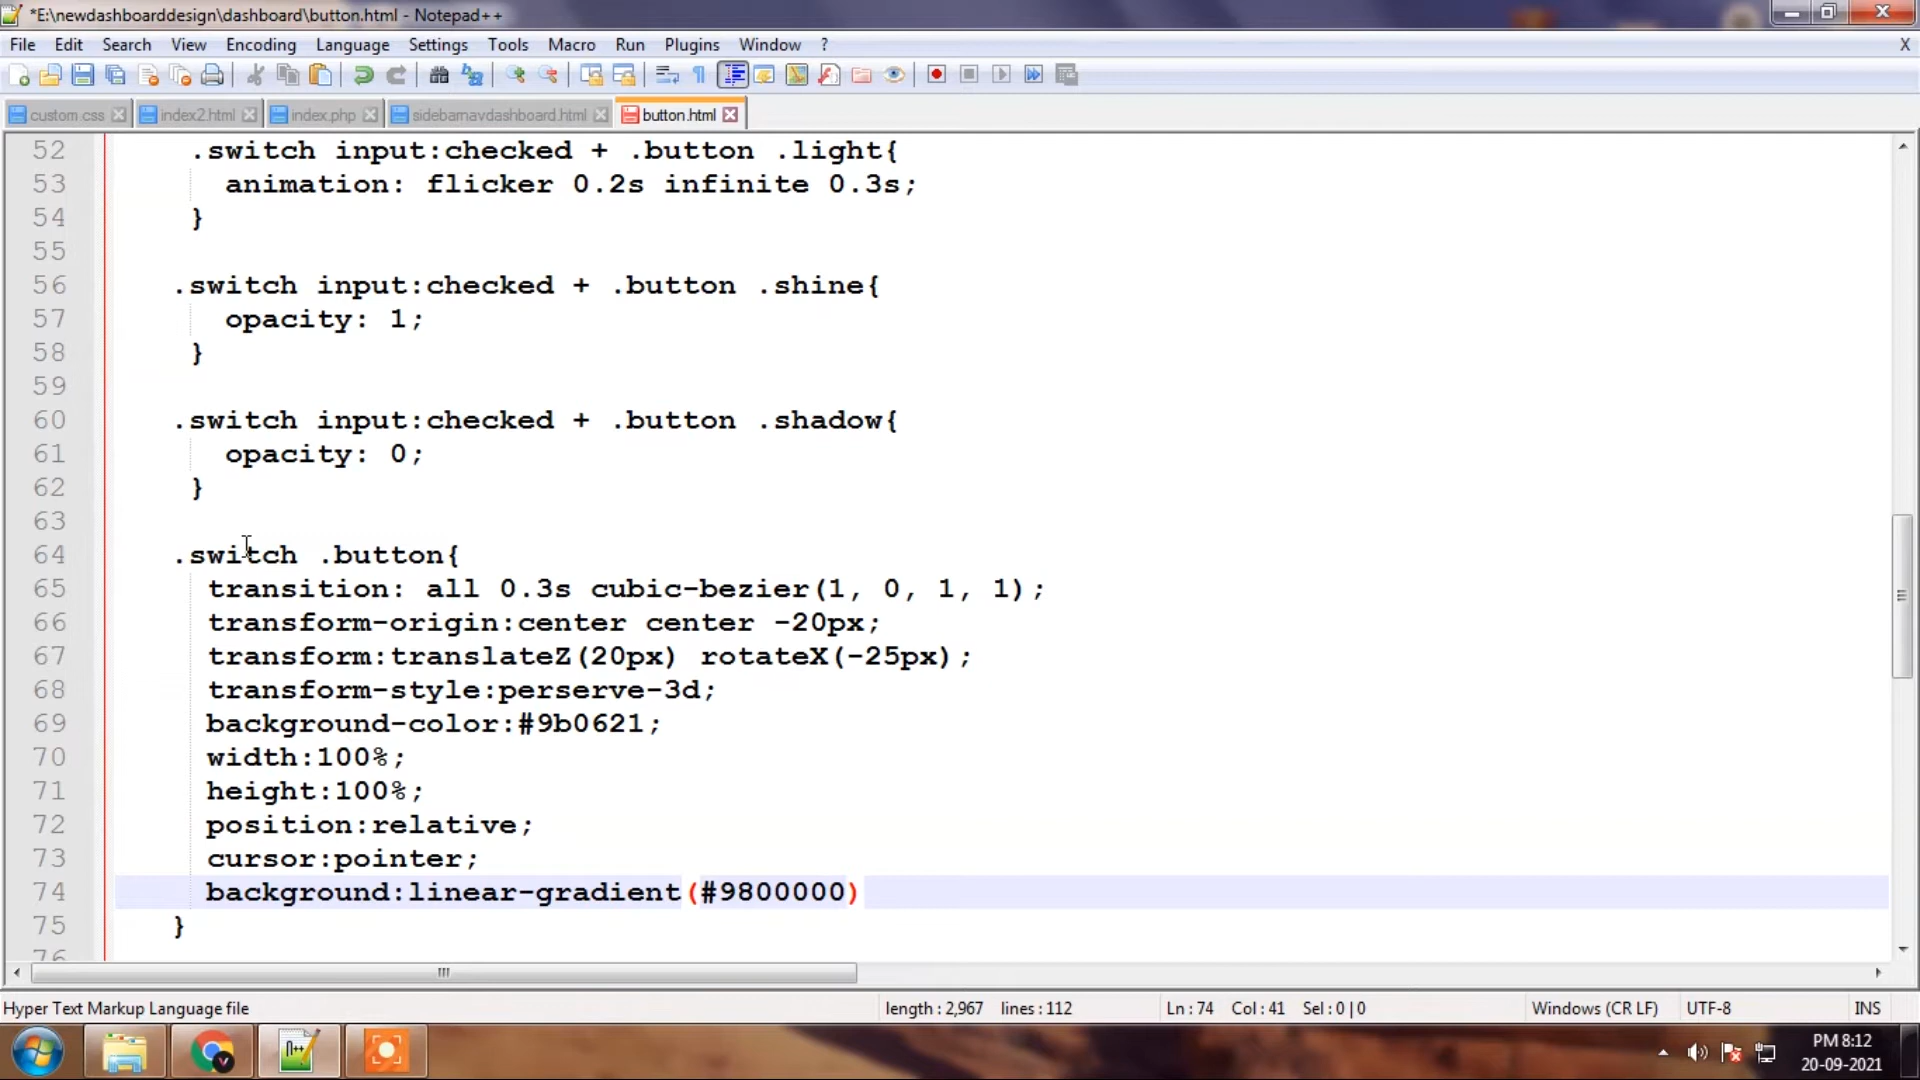 *E:\newdashboarddesign\dashboard\button.html - Notepad++
File Edit Search View Encoding Language Settings Tools Macro Run Plugins Window ? X
custom.css index2.html index.php sidebarnavdashboard.html button.html
52 .switch input:checked + .button .light{
53 animation: flicker 0.2s infinite 0.3s;
54 }
55
56 .switch input:checked + .button .shine{
57 opacity: 1;
58 }
59
60 .switch input:checked + .button .shadow{
61 opacity: 0;
62 }
63
64 .switch .button{
65 transition: all 0.3s cubic-bezier(1, 0, 1, 1);
66 transform-origin:center center -20px;
67 transform:translateZ(20px) rotateX(-25px);
68 transform-style:perserve-3d;
69 background-color:#9b0621;
70 width:100%;
71 height:100%;
72 position:relative;
73 cursor:pointer;
74 background:linear-gradient(#9800000)
75 }
76
Hyper Text Markup Language file length : 2,967 lines : 112 Ln : 74 Col : 41 Sel : 0 | 0 Windows (CR LF) UTF-8 INS
PM 8:12
20-09-2021